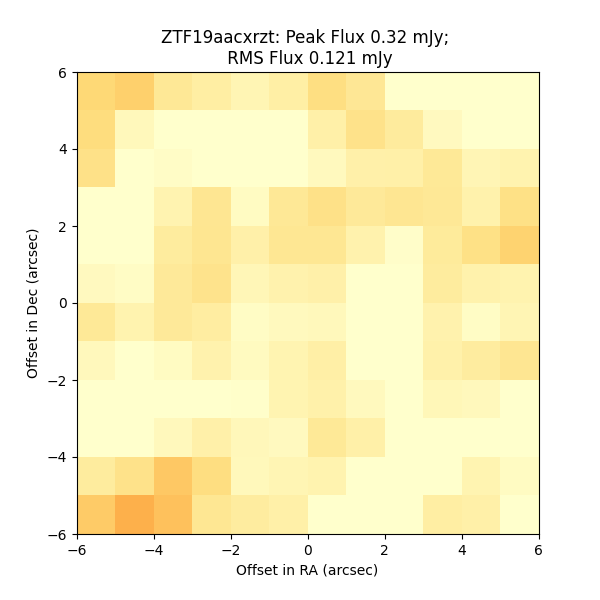 ZTF19aacxrzt: Peak Flux 0.32 mJy;
RMS Flux 0.121 mJy
6
4
2
0
−2
−4
−6
Offset in Dec (arcsec)
−6 −4 −2 0 2 4 6
Offset in RA (arcsec)